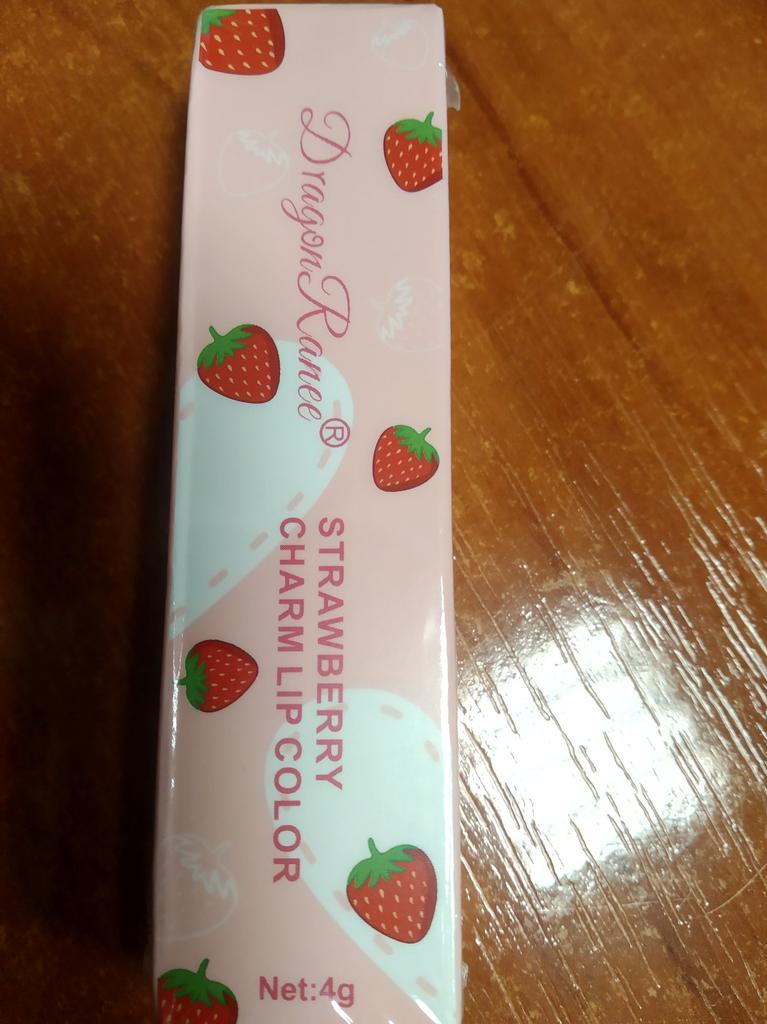 DragonRanee®
STRAWBERRY
CHARM LIP COLOR
Net:4g